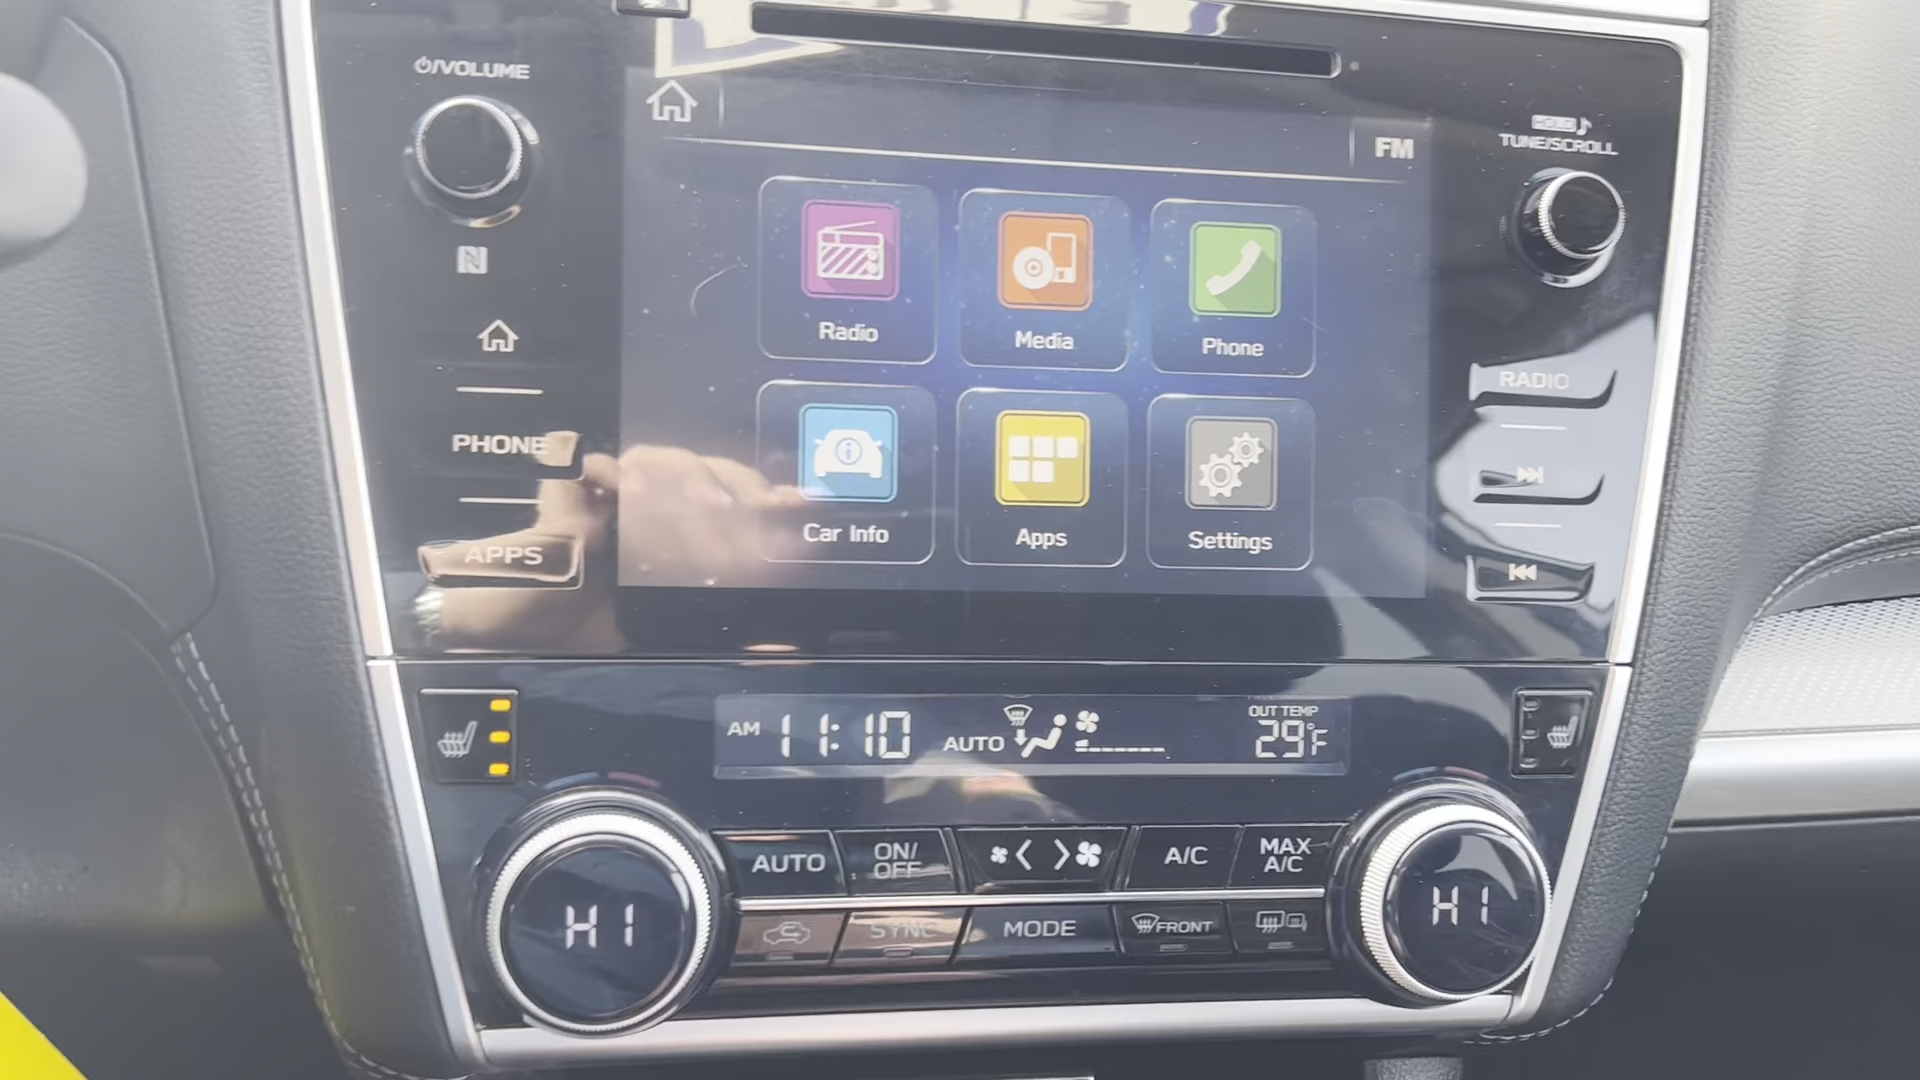 ⏻/VOLUME
HOLD ♪
TUNE/SCROLL
FM
Radio
Media
Phone
Car Info
Apps
Settings
PHONE
APPS
RADIO
AM 11:10
AUTO
OUT TEMP
29°F
AUTO
ON/
OFF
A/C
MAX
A/C
HI
HI
SYNC
MODE
FRONT